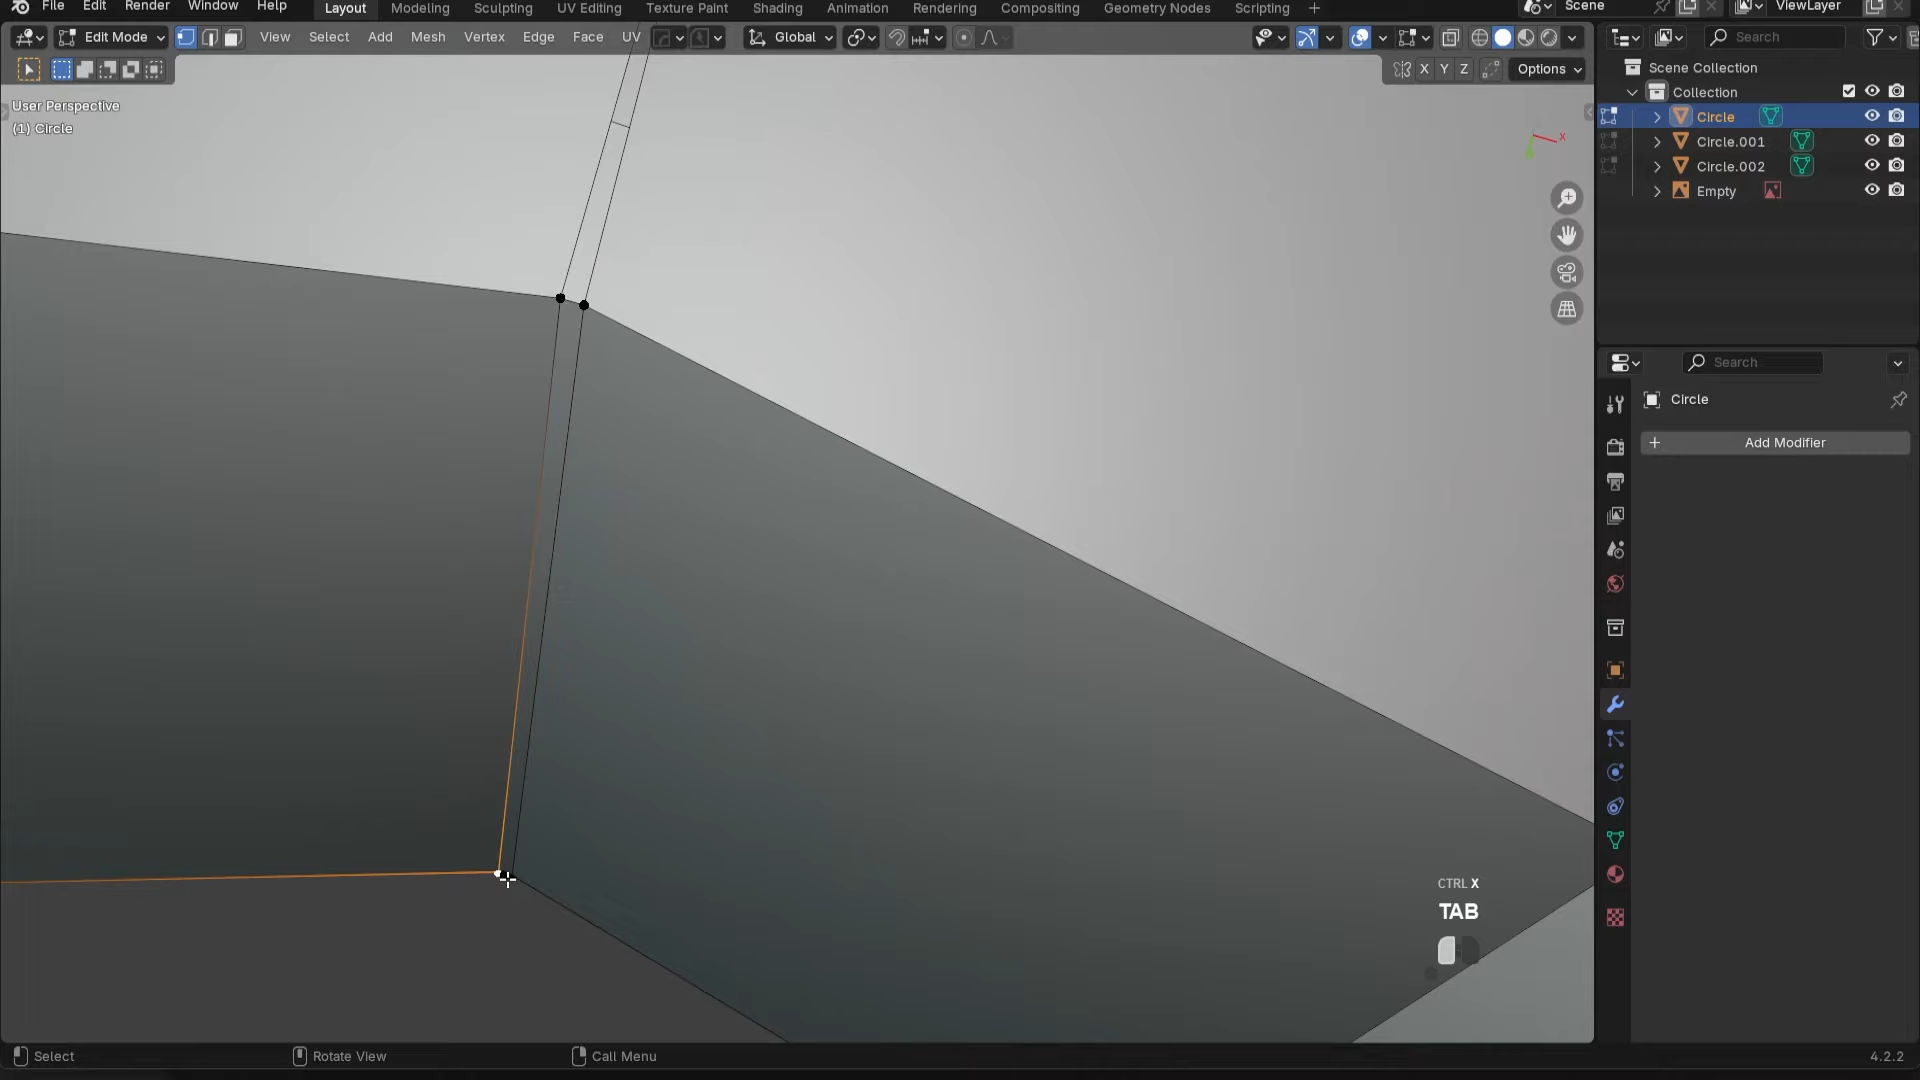 File Edit Render Window Help Layout Modeling Sculpting UV Editing Texture Paint Shading Animation Rendering Compositing Geometry Nodes Scripting + Scene ViewLayer
Edit Mode View Select Add Mesh Vertex Edge Face UV Global Search
X Y Z Options
Scene Collection
Collection
Circle
Circle.001
Circle.002
Empty
User Perspective
(1) Circle
X
Search
Circle
+ Add Modifier
CTRL X
TAB
Select Rotate View Call Menu 4.2.2